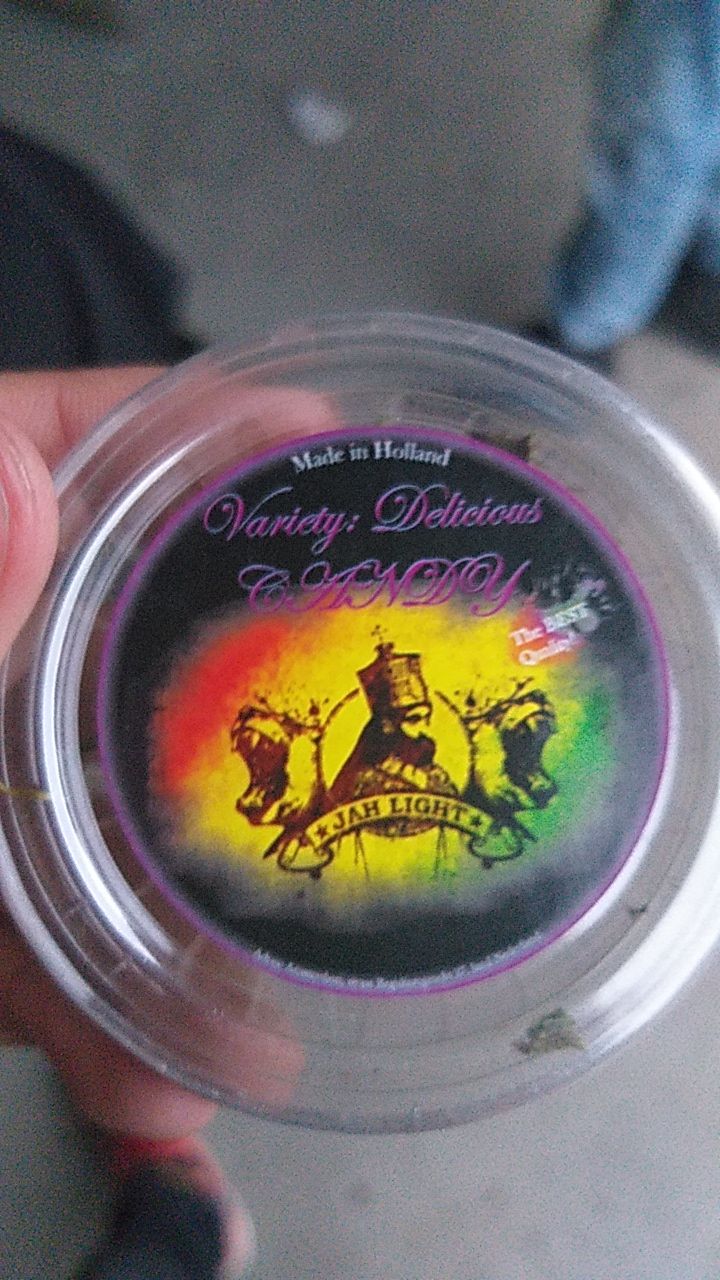 Made in Holland
Variety: Delicious
CANDY
The BEST
Quality
JAH LIGHT